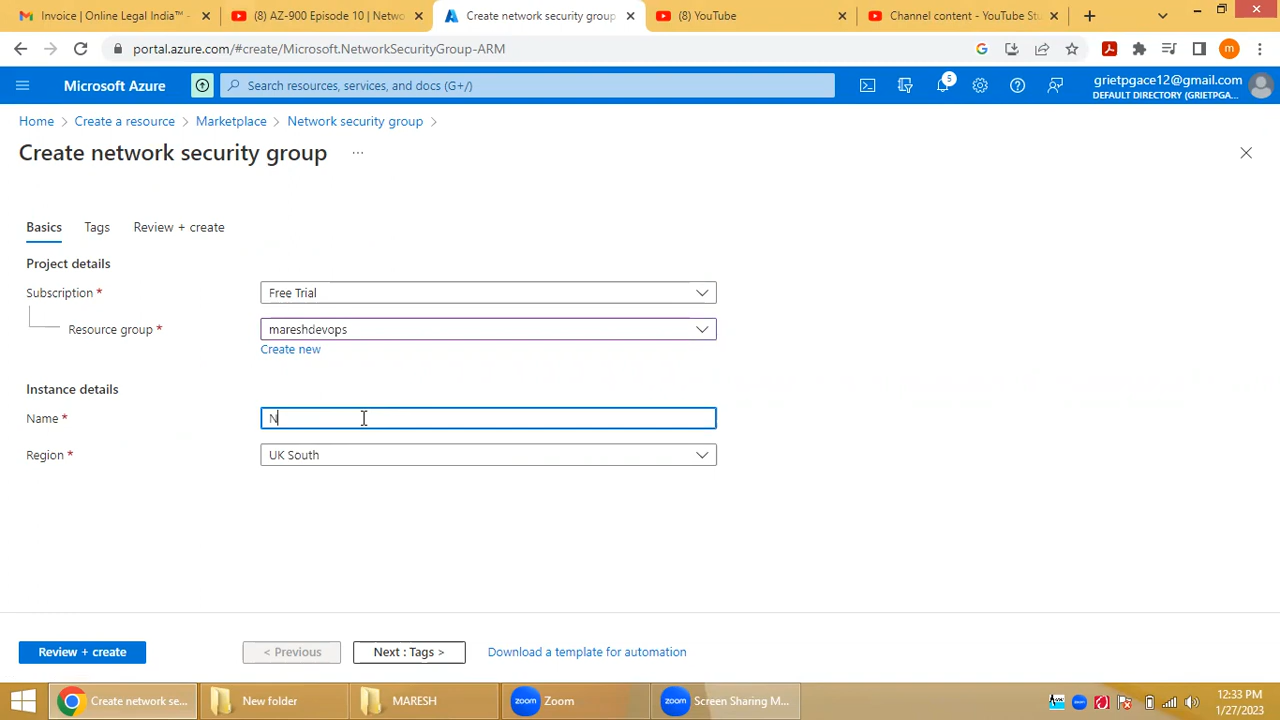 Invoice | Online Legal India™ -
(8) AZ-900 Episode 10 | Netwo
Create network security group
(8) YouTube
Channel content - YouTube Stu
portal.azure.com/#create/Microsoft.NetworkSecurityGroup-ARM
Microsoft Azure
Search resources, services, and docs (G+/)
5
grietpgace12@gmail.com
DEFAULT DIRECTORY (GRIETPGA...
m
Home > Create a resource > Marketplace > Network security group >
Create network security group ...
Basics Tags Review + create
Project details
Subscription * Free Trial
Resource group * mareshdevops
Create new
Instance details
Name * N
Region * UK South
Review + create < Previous Next : Tags > Download a template for automation
Create network se...
New folder
MARESH
zoom Zoom
zoom Screen Sharing M...
12:33 PM
1/27/2023